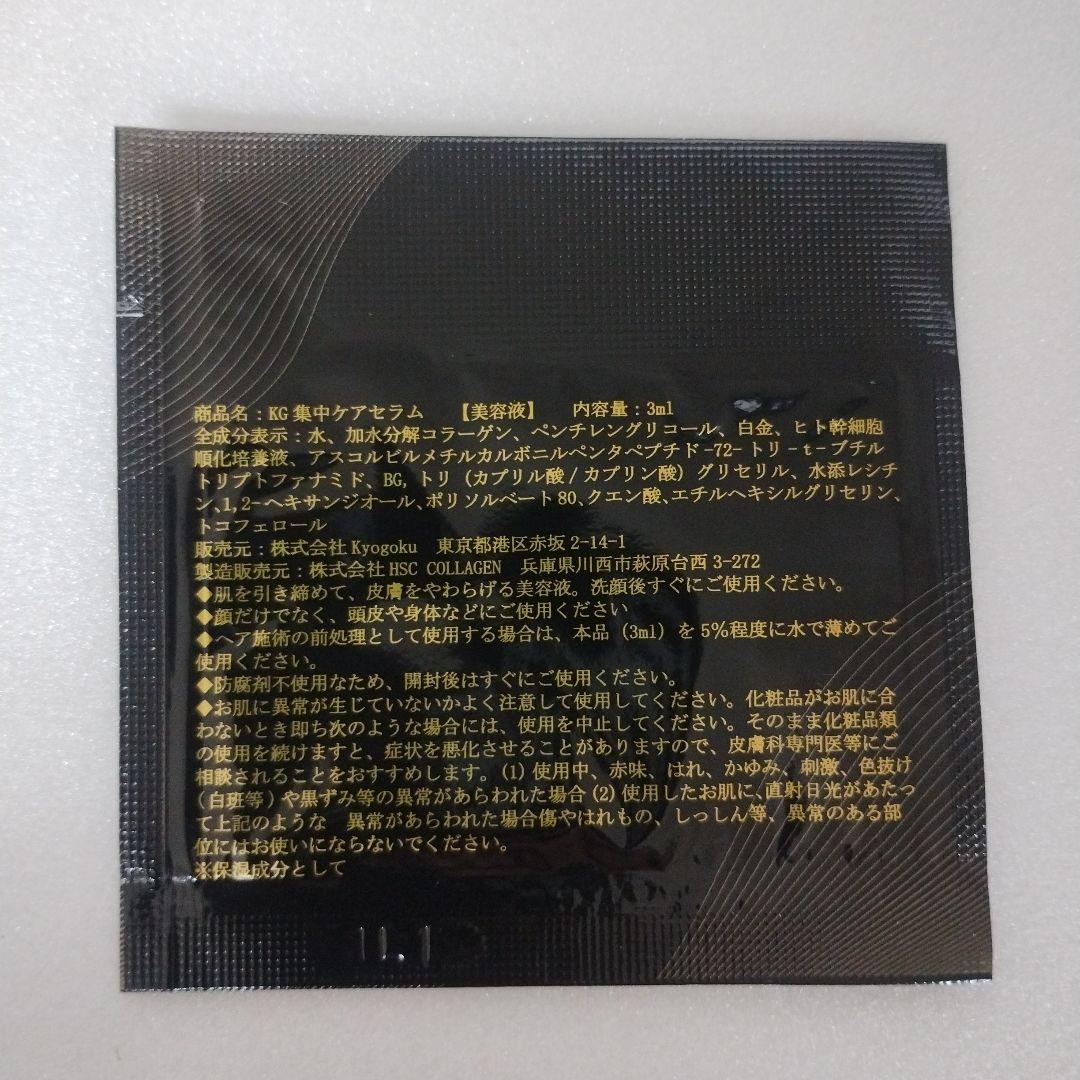 商品名：KG 集中ケアセラム 【美容液】 内容量：3ml
全成分表示：水、加水分解コラーゲン、ペンチレングリコール、白金、ヒト幹細胞
順化培養液、アスコルビルメチルカルボニルペンタペプチド-72-トリ-t-ブチル
トリプトファナミド、BG,トリ (カプリル酸/カプリン酸) グリセリル、水添レシチ
ン、1,2-ヘキサンジオール、ポリソルベート80、クエン酸、エチルヘキシルグリセリン、
トコフェロール
販売元：株式会社Kyogoku 東京都港区赤坂2-14-1
製造販売元：株式会社HSC COLLAGEN 兵庫県川西市萩原台西3-272
◆肌を引き締めて、皮膚をやわらげる美容液。洗顔後すぐにご使用ください。
◆顔だけでなく、頭皮や身体などにご使用ください
◆ヘア施術の前処理として使用する場合は、本品 (3ml) を5%程度に水で薄めてご
使用ください。
◆防腐剤不使用なため、開封後はすぐにご使用ください。
◆お肌に異常が生じていないかよく注意して使用してください。化粧品がお肌に合
わないとき即ち次のような場合には、使用を中止してください。そのまま化粧品類
の使用を続けますと、症状を悪化させることがありますので、皮膚科専門医等にご
相談されることをおすすめします。(1)使用中、赤味、はれ、かゆみ、刺激、色抜け
(白班等) や黒ずみ等の異常があらわれた場合(2)使用したお肌に、直射日光があたっ
て上記のような 異常があらわれた場合傷やはれもの、しっしん等、異常のある部
位にはお使いにならないでください。
※保湿成分として